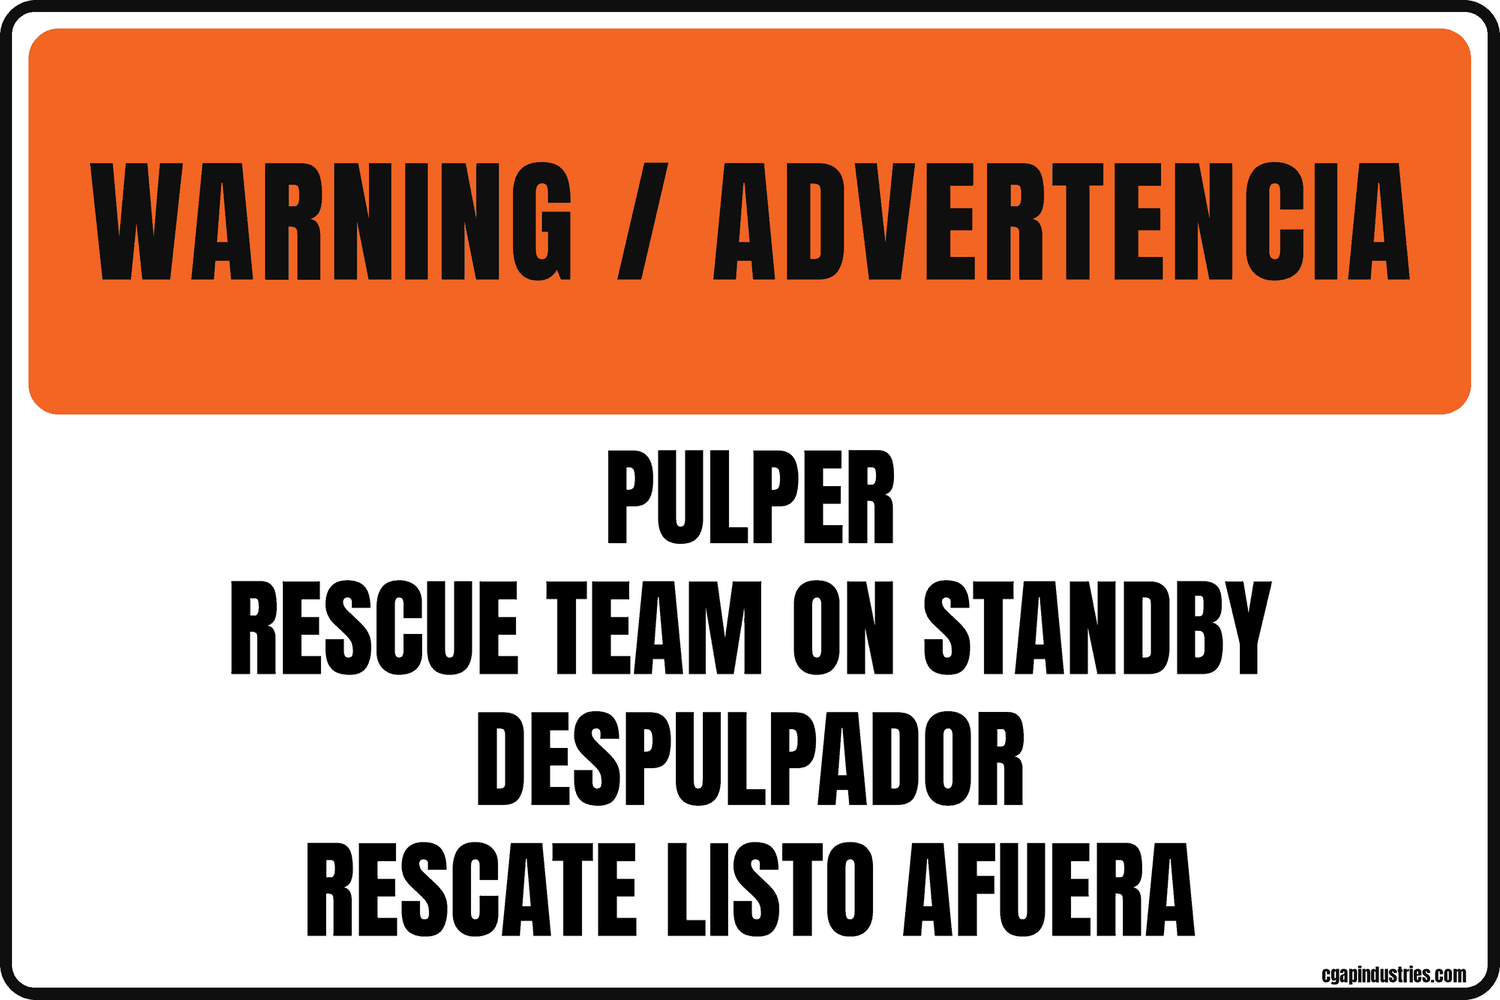 WARNING / ADVERTENCIA
PULPER
RESCUE TEAM ON STANDBY
DESPULPADOR
RESCATE LISTO AFUERA
cgapindustries.com